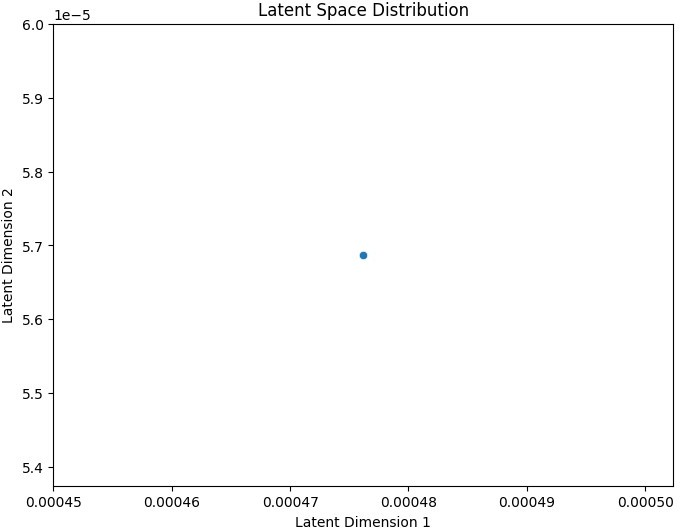 Latent Space Distribution
1e−5
6.0
5.9
5.8
5.7
5.6
5.5
5.4
Latent Dimension 2
0.00045 0.00046 0.00047 0.00048 0.00049 0.00050
Latent Dimension 1